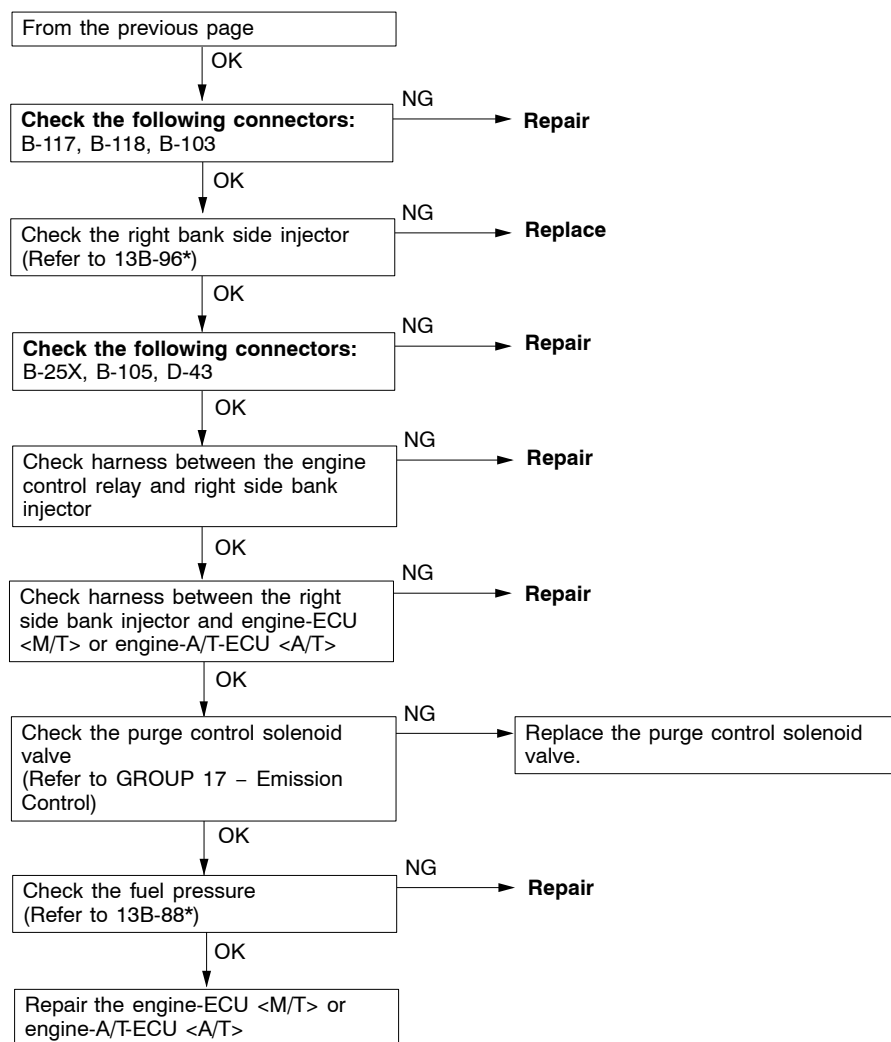 From the previous page
OK
Check the following connectors:
B-117, B-118, B-103
NG
Repair
OK
Check the right bank side injector
(Refer to 13B-96*)
NG
Replace
OK
Check the following connectors:
B-25X, B-105, D-43
NG
Repair
OK
Check harness between the engine
control relay and right side bank
injector
NG
Repair
OK
Check harness between the right
side bank injector and engine-ECU
<M/T> or engine-A/T-ECU <A/T>
NG
Repair
OK
Check the purge control solenoid
valve
(Refer to GROUP 17 – Emission
Control)
NG
Replace the purge control solenoid
valve.
OK
Check the fuel pressure
(Refer to 13B-88*)
NG
Repair
OK
Repair the engine-ECU <M/T> or
engine-A/T-ECU <A/T>